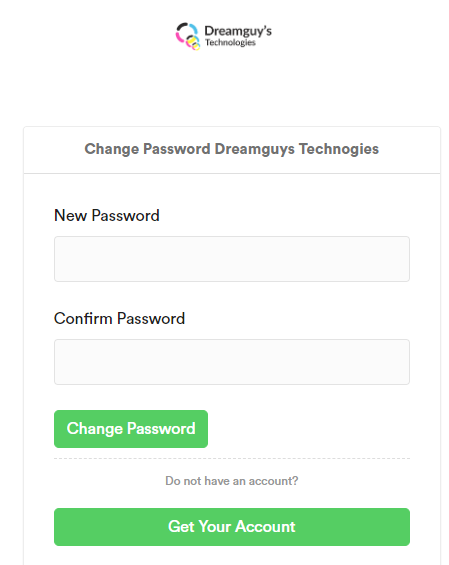 Dreamguy's
Technologies
Change Password Dreamguys Technogies
New Password
Confirm Password
Change Password
Do not have an account?
Get Your Account